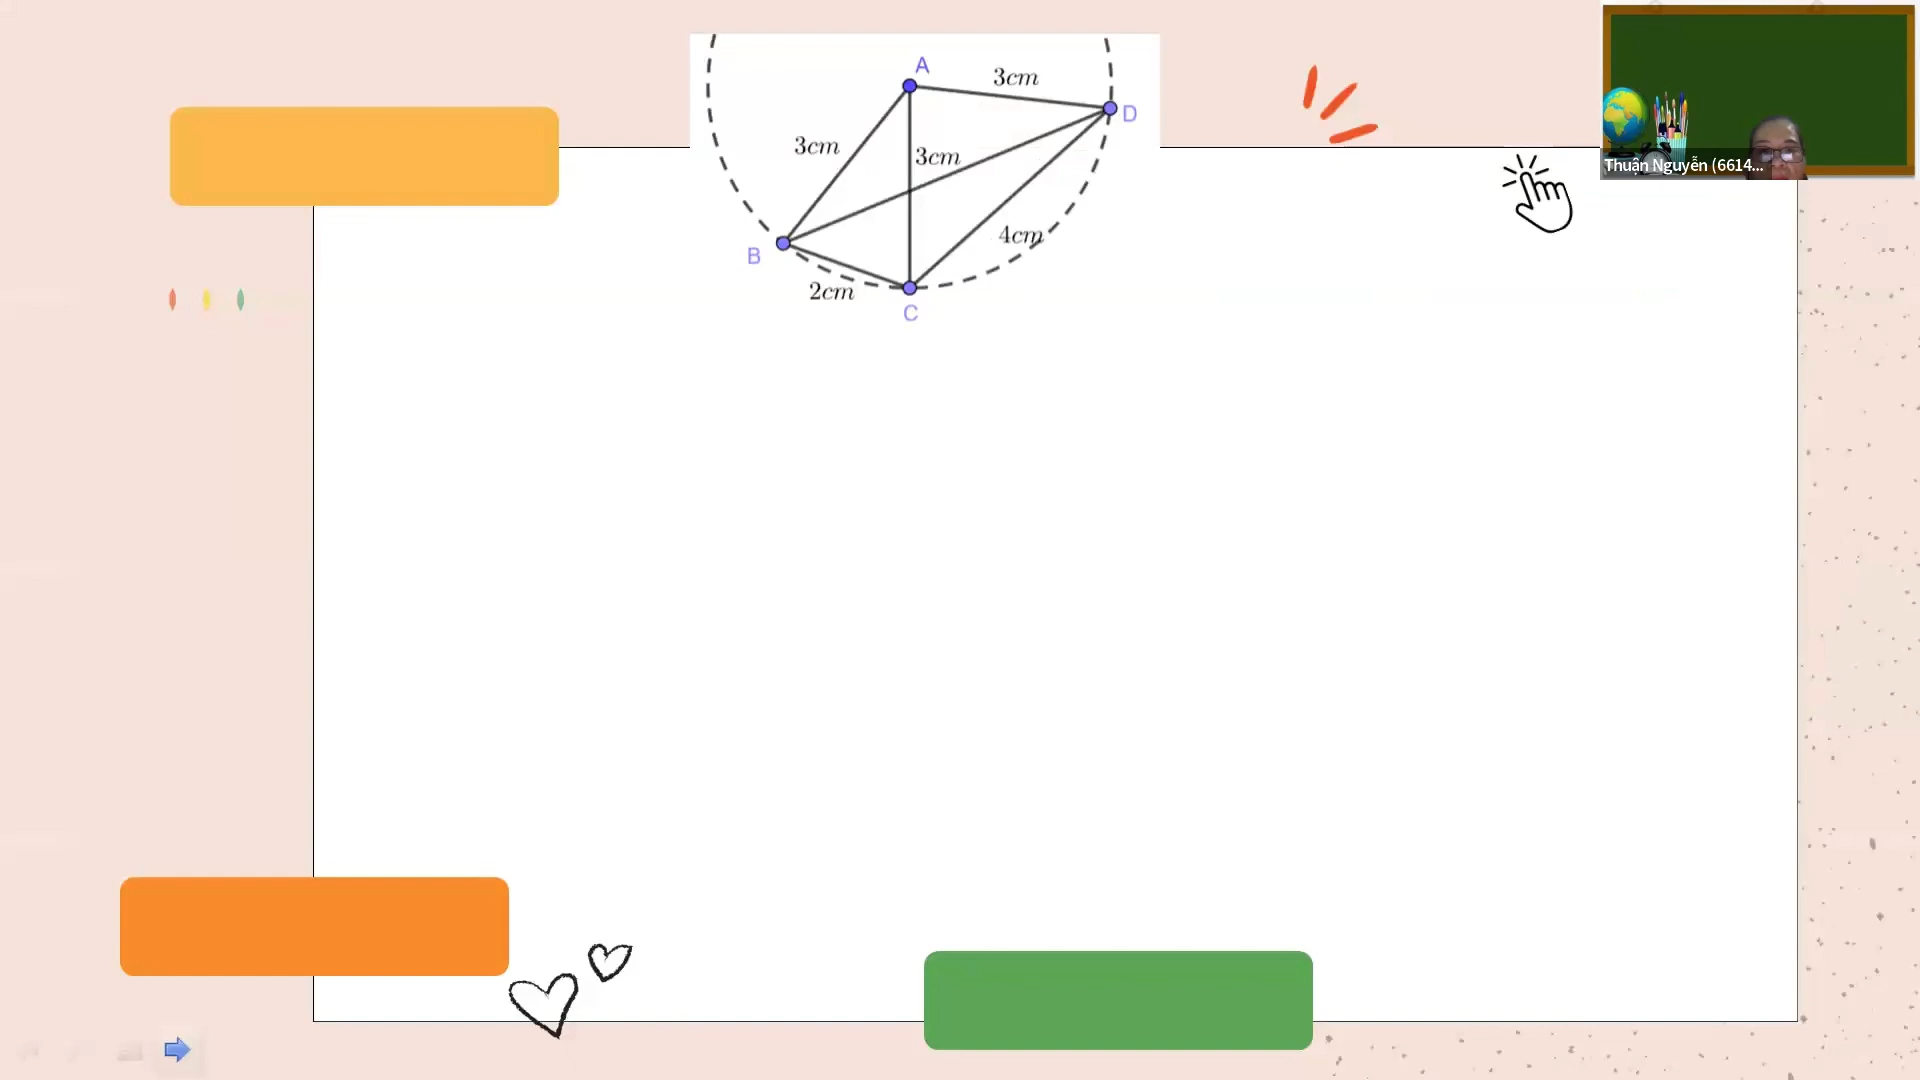 A
3cm
D
3cm
3cm
B
4cm
2cm
C
Thuận Nguyễn (6614...